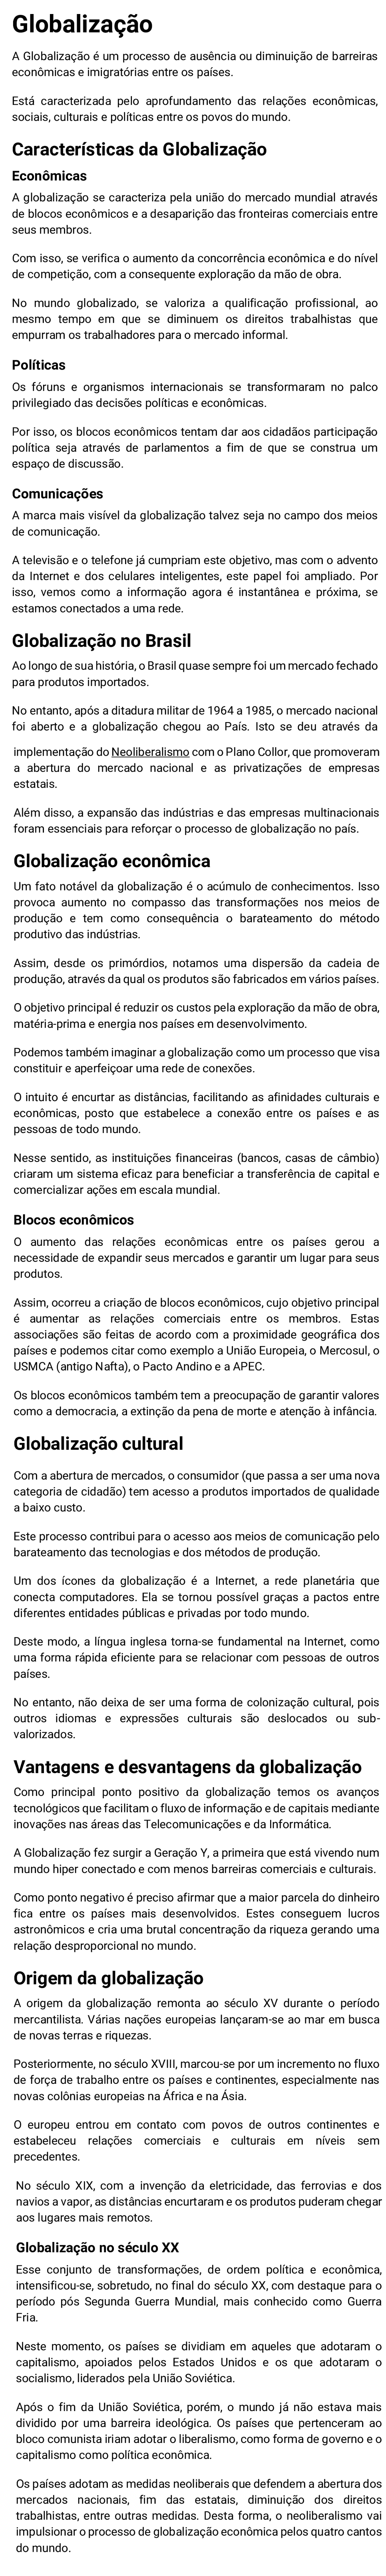 Globalização
A Globalização é um processo de ausência ou diminuição de barreiras
econômicas e imigratórias entre os países.
Está caracterizada pelo aprofundamento das relações econômicas,
sociais, culturais e políticas entre os povos do mundo.
Características da Globalização
Econômicas
A globalização se caracteriza pela união do mercado mundial através
de blocos econômicos e a desaparição das fronteiras comerciais entre
seus membros.
Com isso, se verifica o aumento da concorrência econômica e do nível
de competição, com a consequente exploração da mão de obra.
No mundo globalizado, se valoriza a qualificação profissional, ao
mesmo tempo em que se diminuem os direitos trabalhistas que
empurram os trabalhadores para o mercado informal.
Políticas
Os fóruns e organismos internacionais se transformaram no palco
privilegiado das decisões políticas e econômicas.
Por isso, os blocos econômicos tentam dar aos cidadãos participação
política seja através de parlamentos a fim de que se construa um
espaço de discussão.
Comunicações
A marca mais visível da globalização talvez seja no campo dos meios
de comunicação.
A televisão e o telefone já cumpriam este objetivo, mas com o advento
da Internet e dos celulares inteligentes, este papel foi ampliado. Por
isso, vemos como a informação agora é instantânea e próxima, se
estamos conectados a uma rede.
Globalização no Brasil
Ao longo de sua história, o Brasil quase sempre foi um mercado fechado
para produtos importados.
No entanto, após a ditadura militar de 1964 a 1985, o mercado nacional
foi aberto e a globalização chegou ao País. Isto se deu através da
implementação do Neoliberalismo com o Plano Collor, que promoveram
a abertura do mercado nacional e as privatizações de empresas
estatais.
Além disso, a expansão das indústrias e das empresas multinacionais
foram essenciais para reforçar o processo de globalização no país.
Globalização econômica
Um fato notável da globalização é o acúmulo de conhecimentos. Isso
provoca aumento no compasso das transformações nos meios de
produção e tem como consequência o barateamento do método
produtivo das indústrias.
Assim, desde os primórdios, notamos uma dispersão da cadeia de
produção, através da qual os produtos são fabricados em vários países.
O objetivo principal é reduzir os custos pela exploração da mão de obra,
matéria-prima e energia nos países em desenvolvimento.
Podemos também imaginar a globalização como um processo que visa
constituir e aperfeiçoar uma rede de conexões.
O intuito é encurtar as distâncias, facilitando as afinidades culturais e
econômicas, posto que estabelece a conexão entre os países e as
pessoas de todo mundo.
Nesse sentido, as instituições financeiras (bancos, casas de câmbio)
criaram um sistema eficaz para beneficiar a transferência de capital e
comercializar ações em escala mundial.
Blocos econômicos
O aumento das relações econômicas entre os países gerou a
necessidade de expandir seus mercados e garantir um lugar para seus
produtos.
Assim, ocorreu a criação de blocos econômicos, cujo objetivo principal
é aumentar as relações comerciais entre os membros. Estas
associações são feitas de acordo com a proximidade geográfica dos
países e podemos citar como exemplo a União Europeia, o Mercosul, o
USMCA (antigo Nafta), o Pacto Andino e a APEC.
Os blocos econômicos também tem a preocupação de garantir valores
como a democracia, a extinção da pena de morte e atenção à infância.
Globalização cultural
Com a abertura de mercados, o consumidor (que passa a ser uma nova
categoria de cidadão) tem acesso a produtos importados de qualidade
a baixo custo.
Este processo contribui para o acesso aos meios de comunicação pelo
barateamento das tecnologias e dos métodos de produção.
Um dos ícones da globalização é a Internet, a rede planetária que
conecta computadores. Ela se tornou possível graças a pactos entre
diferentes entidades públicas e privadas por todo mundo.
Deste modo, a língua inglesa torna-se fundamental na Internet, como
uma forma rápida eficiente para se relacionar com pessoas de outros
países.
No entanto, não deixa de ser uma forma de colonização cultural, pois
outros idiomas e expressões culturais são deslocados ou sub-
valorizados.
Vantagens e desvantagens da globalização
Como principal ponto positivo da globalização temos os avanços
tecnológicos que facilitam o fluxo de informação e de capitais mediante
inovações nas áreas das Telecomunicações e da Informática.
A Globalização fez surgir a Geração Y, a primeira que está vivendo num
mundo hiper conectado e com menos barreiras comerciais e culturais.
Como ponto negativo é preciso afirmar que a maior parcela do dinheiro
fica entre os países mais desenvolvidos. Estes conseguem lucros
astronômicos e cria uma brutal concentração da riqueza gerando uma
relação desproporcional no mundo.
Origem da globalização
A origem da globalização remonta ao século XV durante o período
mercantilista. Várias nações europeias lançaram-se ao mar em busca
de novas terras e riquezas.
Posteriormente, no século XVIII, marcou-se por um incremento no fluxo
de força de trabalho entre os países e continentes, especialmente nas
novas colônias europeias na África e na Ásia.
O europeu entrou em contato com povos de outros continentes e
estabeleceu relações comerciais e culturais em níveis sem
precedentes.
No século XIX, com a invenção da eletricidade, das ferrovias e dos
navios a vapor, as distâncias encurtaram e os produtos puderam chegar
aos lugares mais remotos.
Globalização no século XX
Esse conjunto de transformações, de ordem política e econômica,
intensificou-se, sobretudo, no final do século XX, com destaque para o
período pós Segunda Guerra Mundial, mais conhecido como Guerra
Fria.
Neste momento, os países se dividiam em aqueles que adotaram o
capitalismo, apoiados pelos Estados Unidos e os que adotaram o
socialismo, liderados pela União Soviética.
Após o fim da União Soviética, porém, o mundo já não estava mais
dividido por uma barreira ideológica. Os países que pertenceram ao
bloco comunista iriam adotar o liberalismo, como forma de governo e o
capitalismo como política econômica.
Os países adotam as medidas neoliberais que defendem a abertura dos
mercados nacionais, fim das estatais, diminuição dos direitos
trabalhistas, entre outras medidas. Desta forma, o neoliberalismo vai
impulsionar o processo de globalização econômica pelos quatro cantos
do mundo.